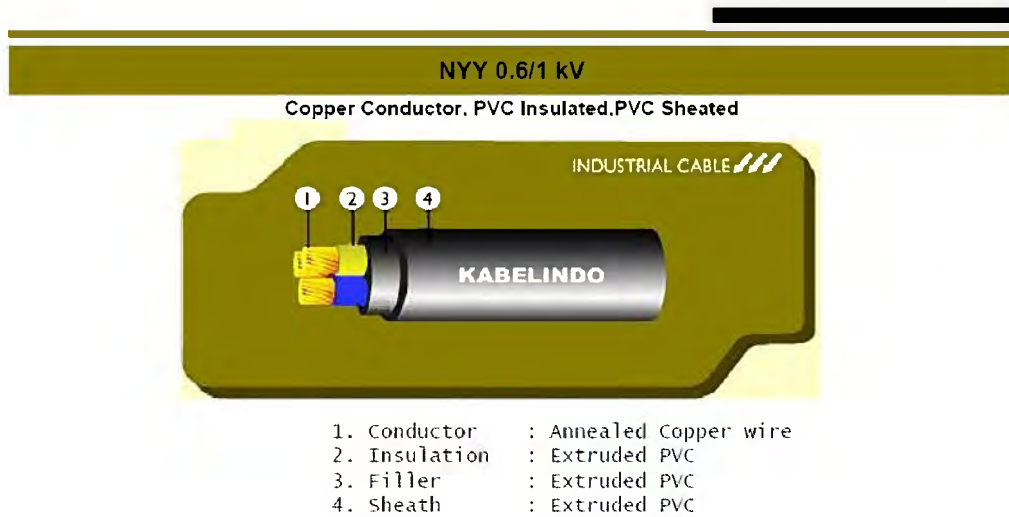 NYY 0.6/1 kV
Copper Conductor, PVC Insulated,PVC Sheated
INDUSTRIAL CABLE
1 2 3 4
KABELINDO
1. Conductor : Annealed Copper wire
2. Insulation : Extruded PVC
3. Filler : Extruded PVC
4. Sheath : Extruded PVC